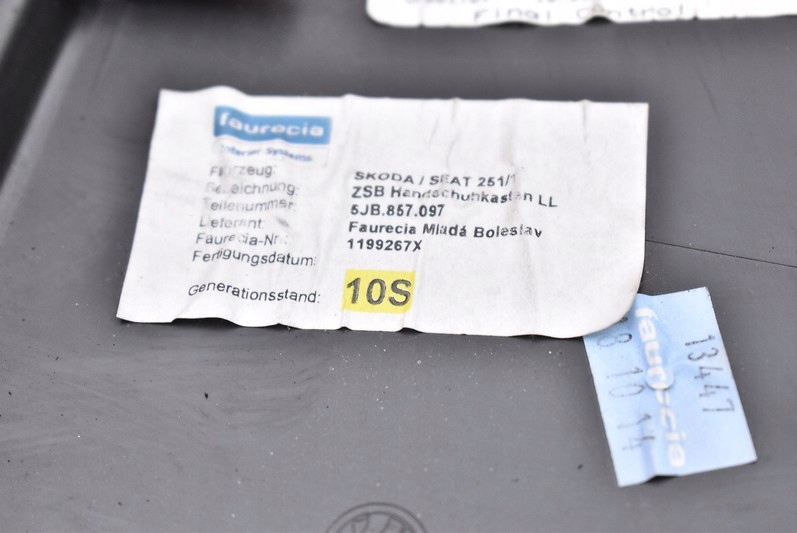 Final Control
faurecia
Interior Systems
Fahrzeug: SKODA / SEAT 251/1
Bezeichnung: ZSB Handschuhkasten LL
Teilenummer: 5JB.857.097
Lieferant: Faurecia Mladá Boleslav
Faurecia-Nr.: 1199267X
Fertigungsdatum:
Generationsstand: 10S
faurecia
13447
18 10 14